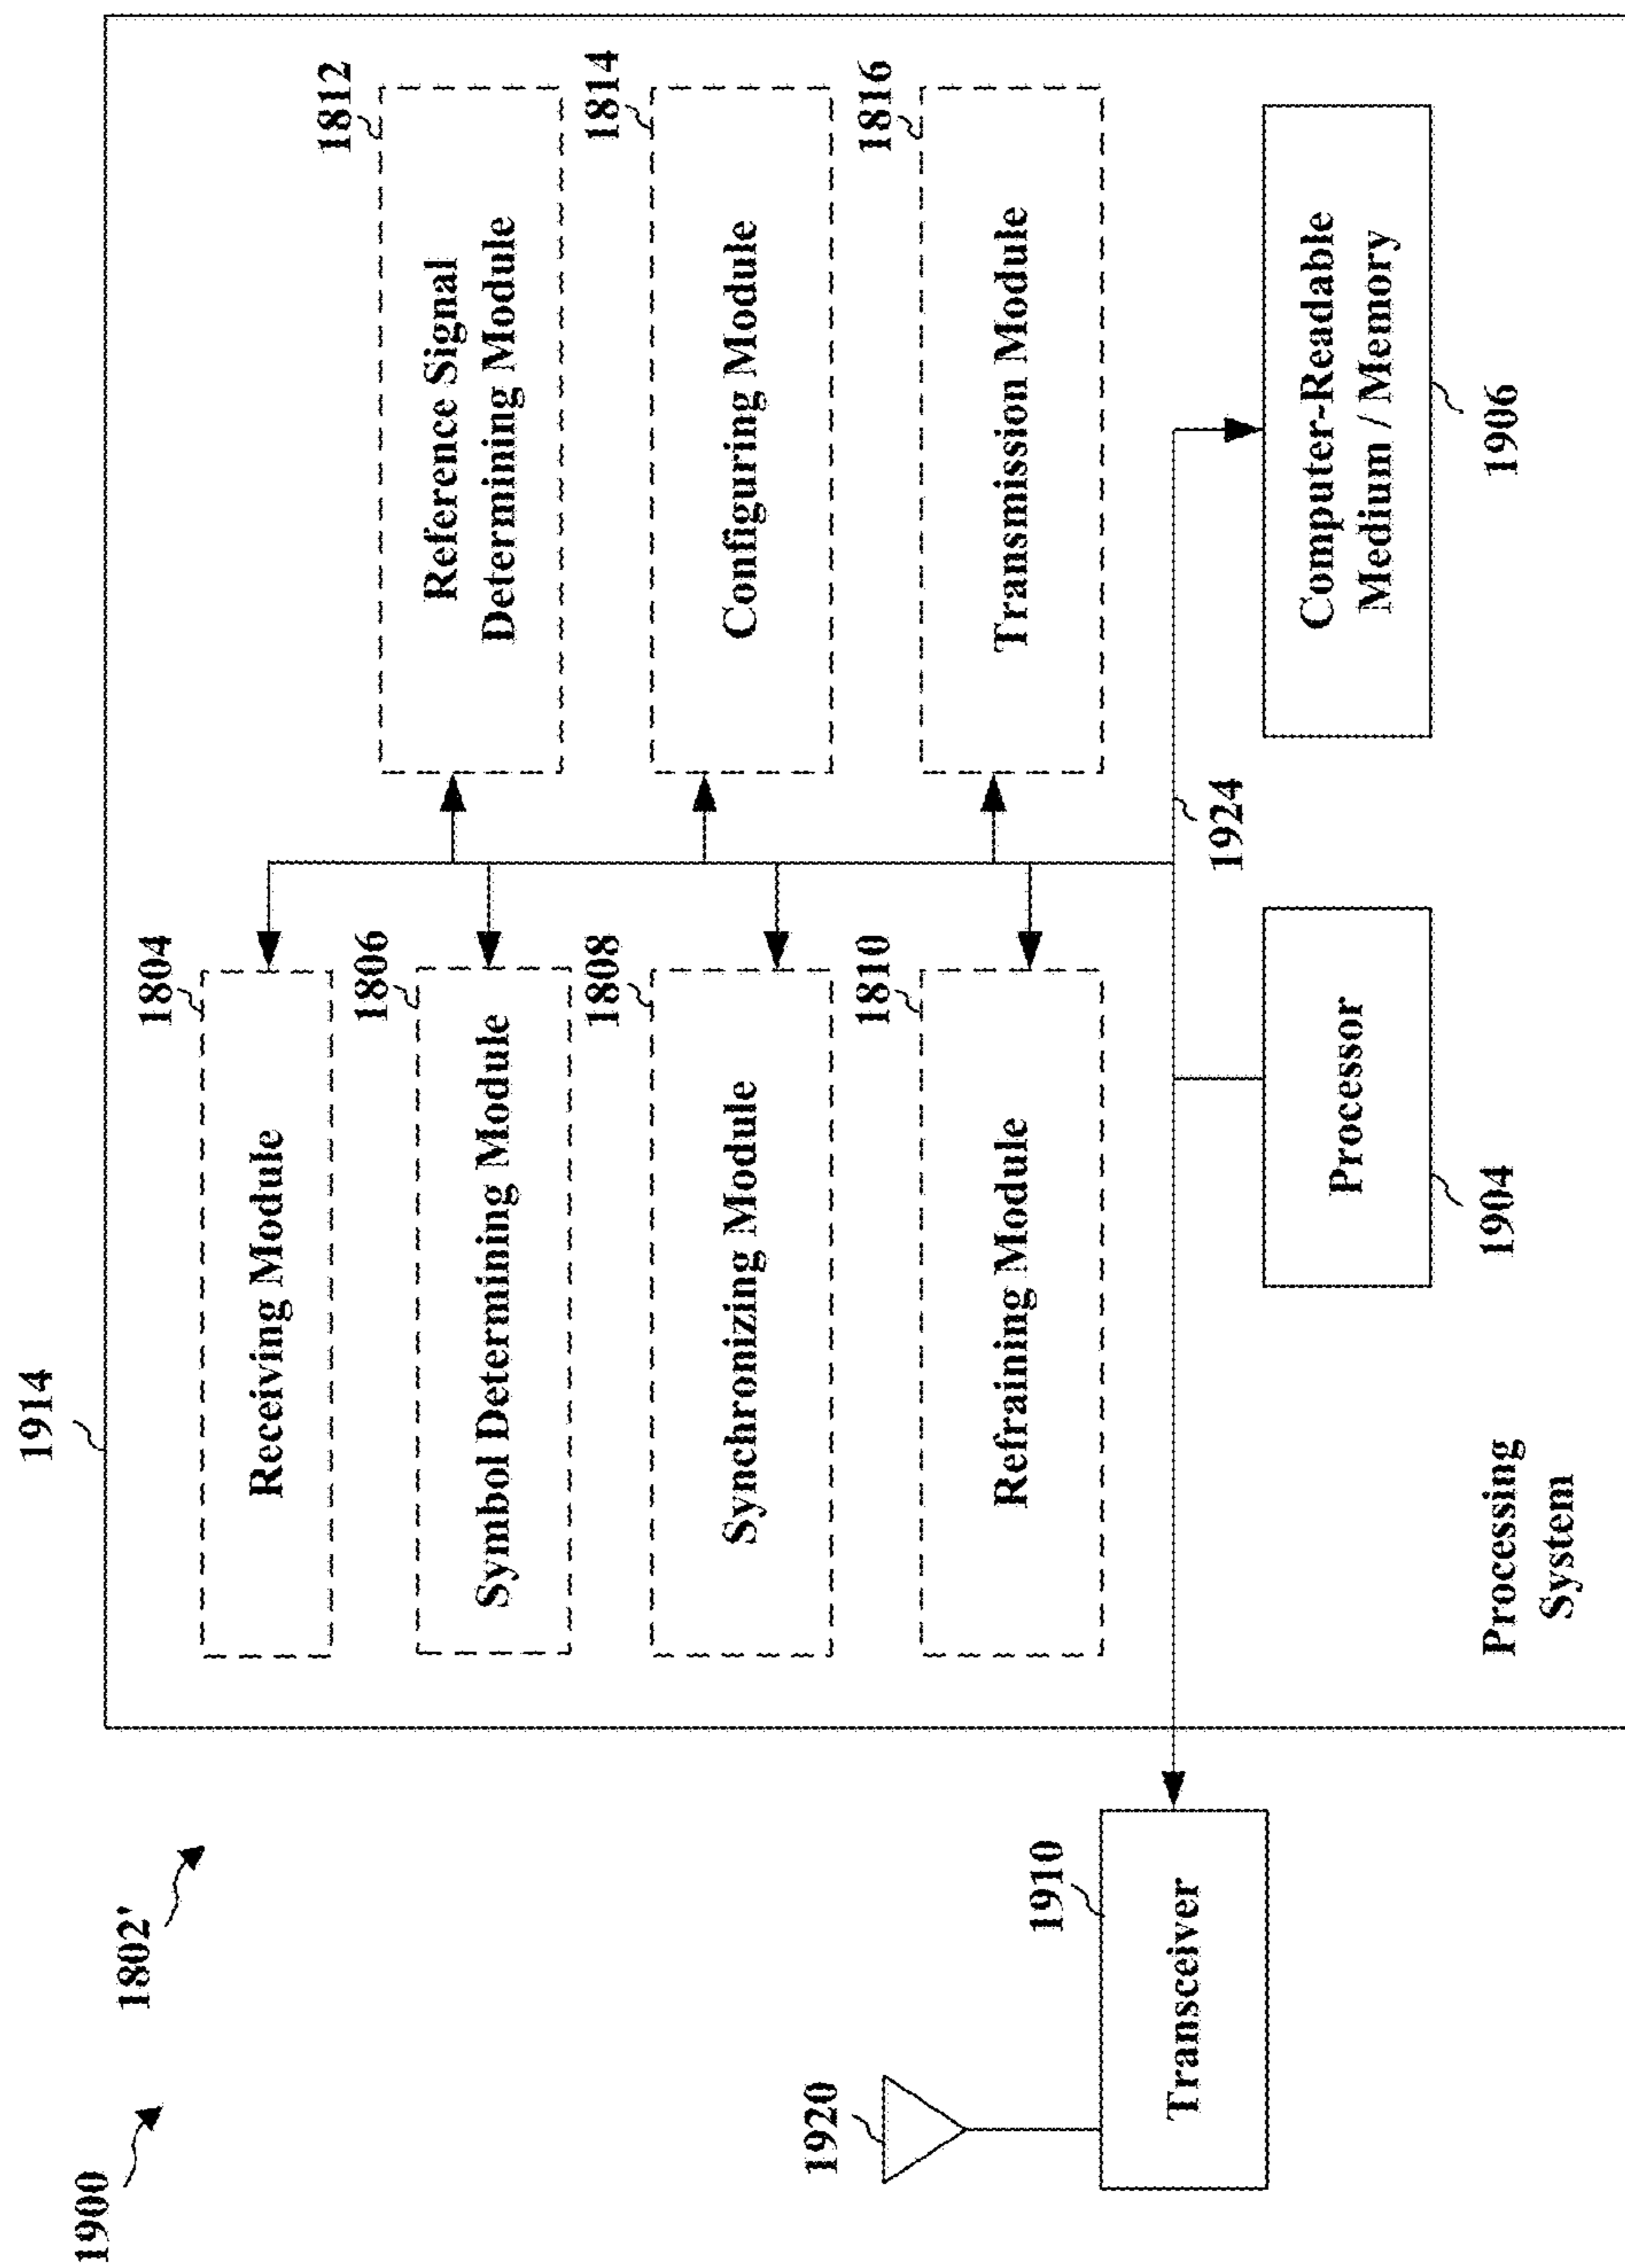 1900
1802'
1914
1804
Receiving Module
1806
Symbol Determining Module
1808
Synchronizing Module
1810
Refraining Module
1812
Reference Signal
Determining Module
1814
Configuring Module
1816
Transmission Module
1920
1910
Transceiver
1924
Processor
1904
Computer-Readable
Medium / Memory
1906
Processing
System